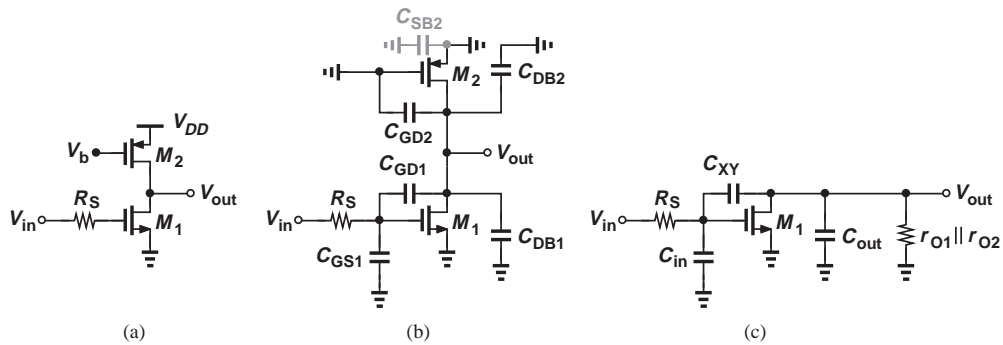 V_DD
V_b
M_2
R_S
V_out
V_in
M_1
(a)
C_SB2
M_2
C_DB2
C_GD2
V_out
C_GD1
R_S
V_in
M_1
C_GS1
C_DB1
(b)
C_XY
V_out
R_S
V_in
M_1
C_in
C_out
r_O1 || r_O2
(c)